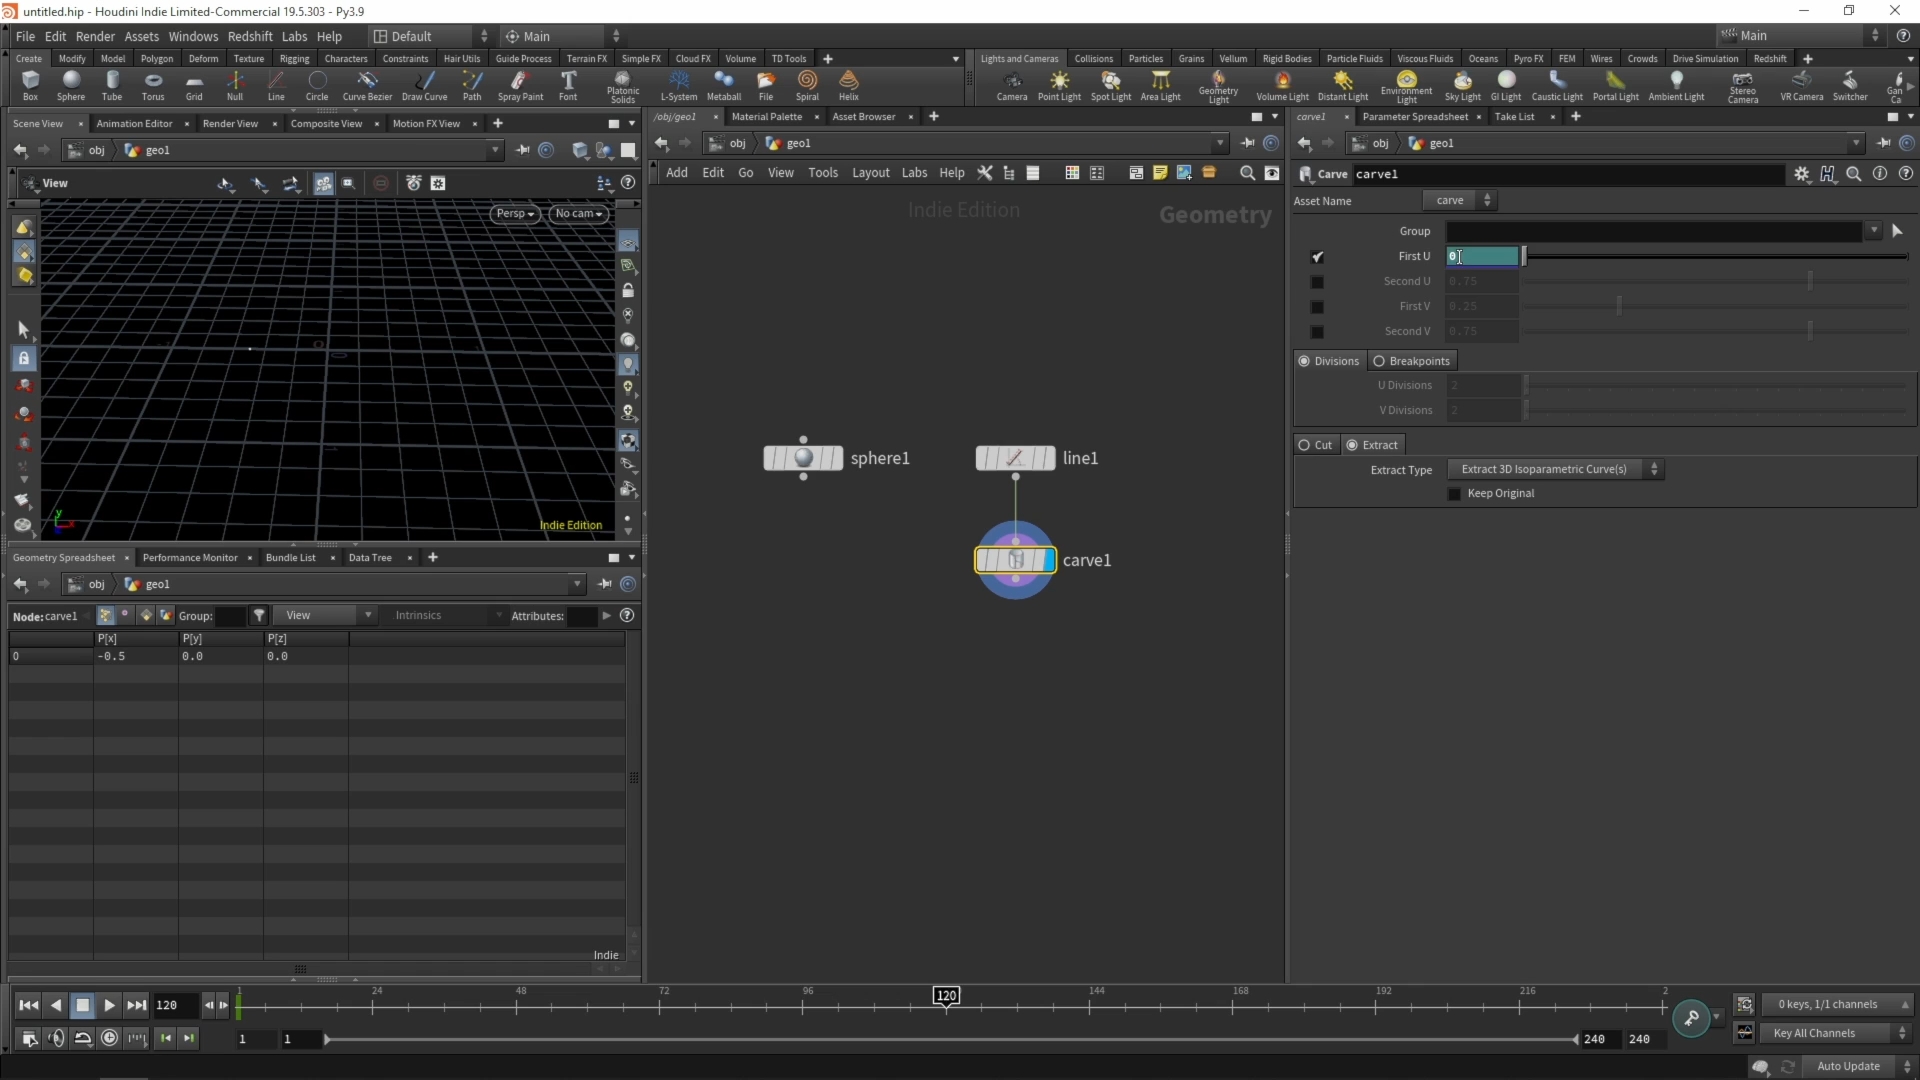 untitled.hip - Houdini Indie Limited-Commercial 19.5.303 - Py3.9
File Edit Render Assets Windows Redshift Labs Help Default Main Main
Create Modify Model Polygon Deform Texture Rigging Characters Constraints Hair Utils Guide Process Terrain FX Simple FX Cloud FX Volume TD Tools
Lights and Cameras Collisions Particles Grains Vellum Rigid Bodies Particle Fluids Viscous Fluids Oceans Pyro FX FEM Wires Crowds Drive Simulation Redshift
Box Sphere Tube Torus Grid Null Line Circle Curve Bezier Draw Curve Path Spray Paint Font Platonic Solids L-System Metaball File Spiral Helix
Camera Point Light Spot Light Area Light Geometry Light Volume Light Distant Light Environment Light Sky Light GI Light Caustic Light Portal Light Ambient Light Stereo Camera VR Camera Switcher Gan Ca
Scene View Animation Editor Render View Composite View Motion FX View
/obj/geo1 Material Palette Asset Browser
carve1 Parameter Spreadsheet Take List
obj geo1
obj geo1
obj geo1
View
Add Edit Go View Tools Layout Labs Help
Carve carve1
Persp No cam
Indie Edition
Geometry
Asset Name carve
Group
First U 0
Second U 0.75
First V 0.25
Second V 0.75
Divisions Breakpoints
U Divisions 2
V Divisions 2
Cut Extract
Extract Type Extract 3D Isoparametric Curve(s)
Keep Original
sphere1
line1
carve1
y
x
Indie Edition
Geometry Spreadsheet Performance Monitor Bundle List Data Tree
obj geo1
Node: carve1 Group: View Intrinsics Attributes:
P[x] P[y] P[z]
0 -0.5 0.0 0.0
Indie
120
1 24 48 72 96 120 144 168 192 216 2
0 keys, 1/1 channels
1 1 240 240
Key All Channels
Auto Update